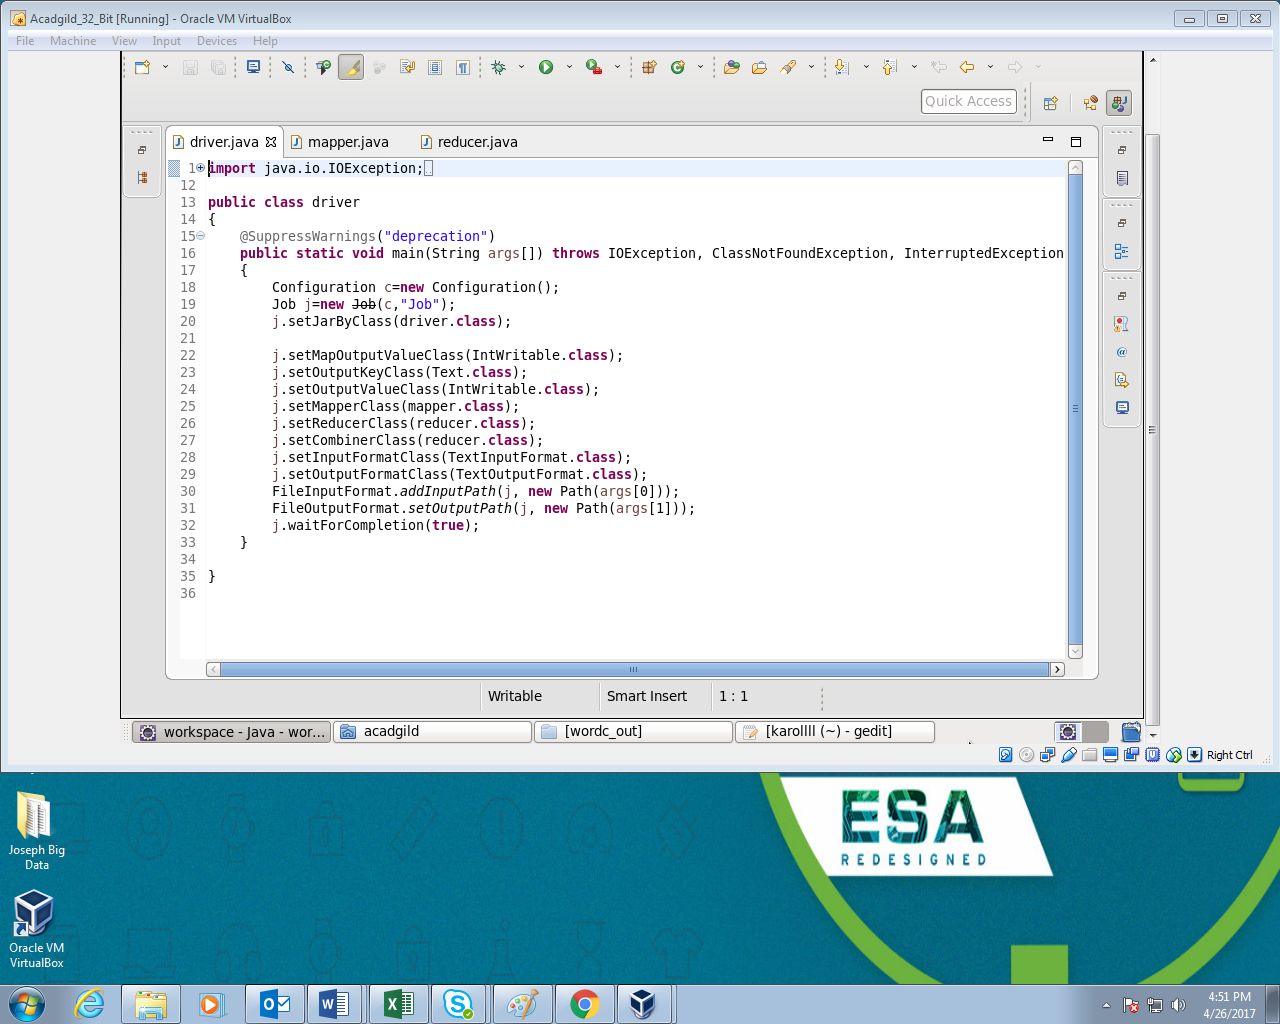 Acadgild_32_Bit [Running] - Oracle VM VirtualBox
File Machine View Input Devices Help
Quick Access
driver.java mapper.java reducer.java
1 import java.io.IOException;
12
13 public class driver
14 {
15 @SuppressWarnings("deprecation")
16 public static void main(String args[]) throws IOException, ClassNotFoundException, InterruptedException
17 {
18 Configuration c=new Configuration();
19 Job j=new Job(c,"Job");
20 j.setJarByClass(driver.class);
21
22 j.setMapOutputValueClass(IntWritable.class);
23 j.setOutputKeyClass(Text.class);
24 j.setOutputValueClass(IntWritable.class);
25 j.setMapperClass(mapper.class);
26 j.setReducerClass(reducer.class);
27 j.setCombinerClass(reducer.class);
28 j.setInputFormatClass(TextInputFormat.class);
29 j.setOutputFormatClass(TextOutputFormat.class);
30 FileInputFormat.addInputPath(j, new Path(args[0]));
31 FileOutputFormat.setOutputPath(j, new Path(args[1]));
32 j.waitForCompletion(true);
33 }
34
35 }
36
Writable Smart Insert 1 : 1
workspace - Java - wor... acadgild [wordc_out] [karollll (~) - gedit]
Right Ctrl
ESA
REDESIGNED
Joseph Big
Data
Oracle VM
VirtualBox
4:51 PM
4/26/2017